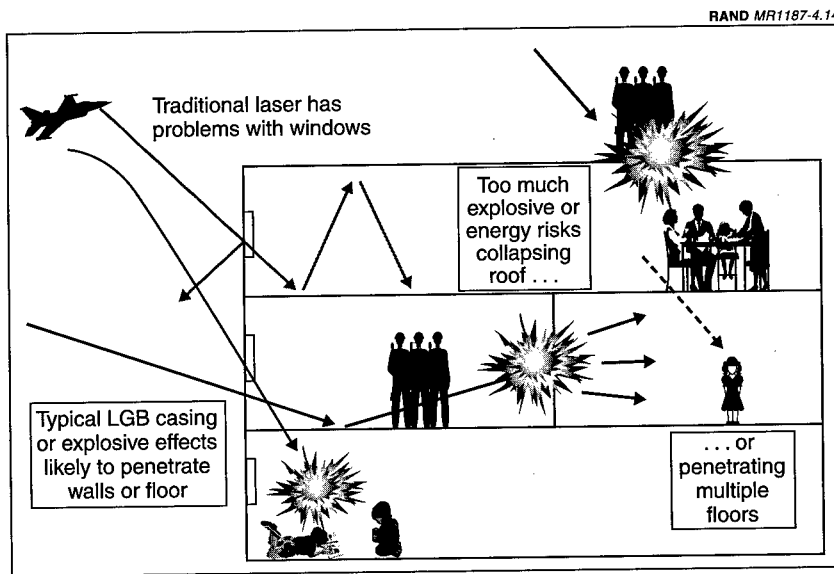 RAND MR1187-4.14
Traditional laser has
problems with windows
Too much
explosive or
energy risks
collapsing
roof . . .
Typical LGB casing
or explosive effects
likely to penetrate
walls or floor
. . . or
penetrating
multiple
floors